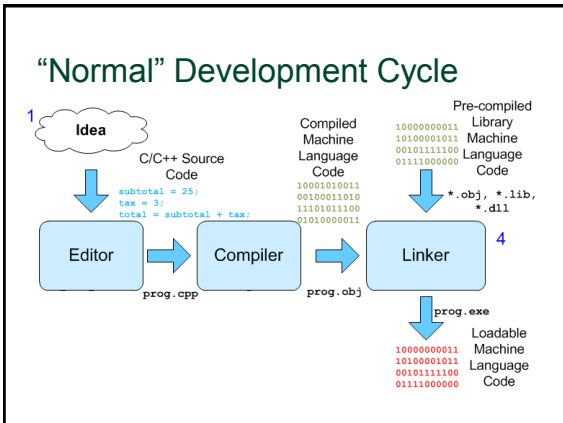 “Normal” Development Cycle
1
Idea
C/C++ Source
Code
subtotal = 25;
tax = 3;
total = subtotal + tax;
Compiled
Machine
Language
Code
10001010011
00100011010
11101011100
01010000011
Pre-compiled
Library
Machine
Language
Code
10000000011
10100001011
00101111100
01111000000
*.obj, *.lib,
*.dll
Editor
prog.cpp
Compiler
prog.obj
Linker
4
prog.exe
Loadable
Machine
Language
Code
10000000011
10100001011
00101111100
01111000000